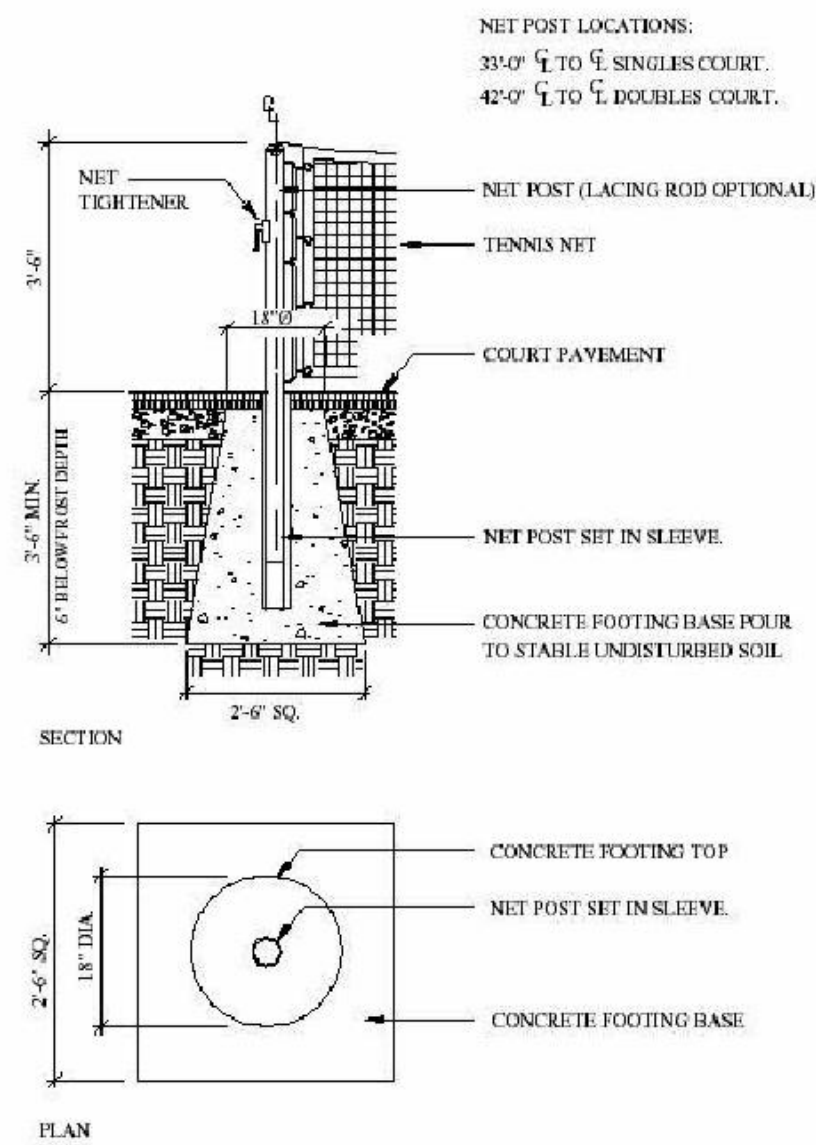 NET POST LOCATIONS:
33'-0" ℄ TO ℄ SINGLES COURT.
42'-0" ℄ TO ℄ DOUBLES COURT.
℄
NET
TIGHTENER
NET POST (LACING ROD OPTIONAL)
TENNIS NET
3'-6"
18"Ø
COURT PAVEMENT
3'-6" MIN.
6" BELOW FROST DEPTH
NET POST SET IN SLEEVE.
CONCRETE FOOTING BASE POUR
TO STABLE UNDISTURBED SOIL
2'-6" SQ.
SECTION
CONCRETE FOOTING TOP
NET POST SET IN SLEEVE.
2'-6" SQ.
18" DIA.
CONCRETE FOOTING BASE
PLAN